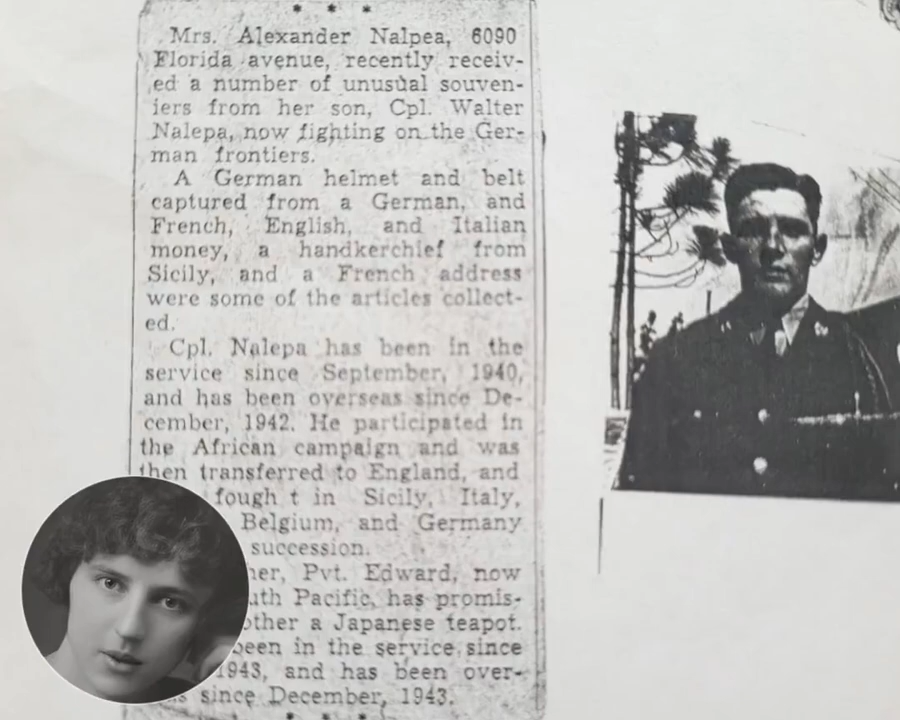 * * *
Mrs. Alexander Nalpea, 6090
Florida avenue, recently receiv-
ed a number of unusual souven-
iers from her son, Cpl. Walter
Nalepa, now fighting on the Ger-
man frontiers.
A German helmet and belt
captured from a German, and
French, English, and Italian
money, a handkerchief from
Sicily, and a French address
were some of the articles collect-
ed.
Cpl. Nalepa has been in the
service since September, 1940,
and has been overseas since De-
cember, 1942. He participated in
the African campaign and was
then transferred to England, and
fough t in Sicily, Italy,
Belgium, and Germany
succession.
her, Pvt. Edward, now
uth Pacific, has promis-
other a Japanese teapot.
been in the service since
1943, and has been over-
since December, 1943.
* * *